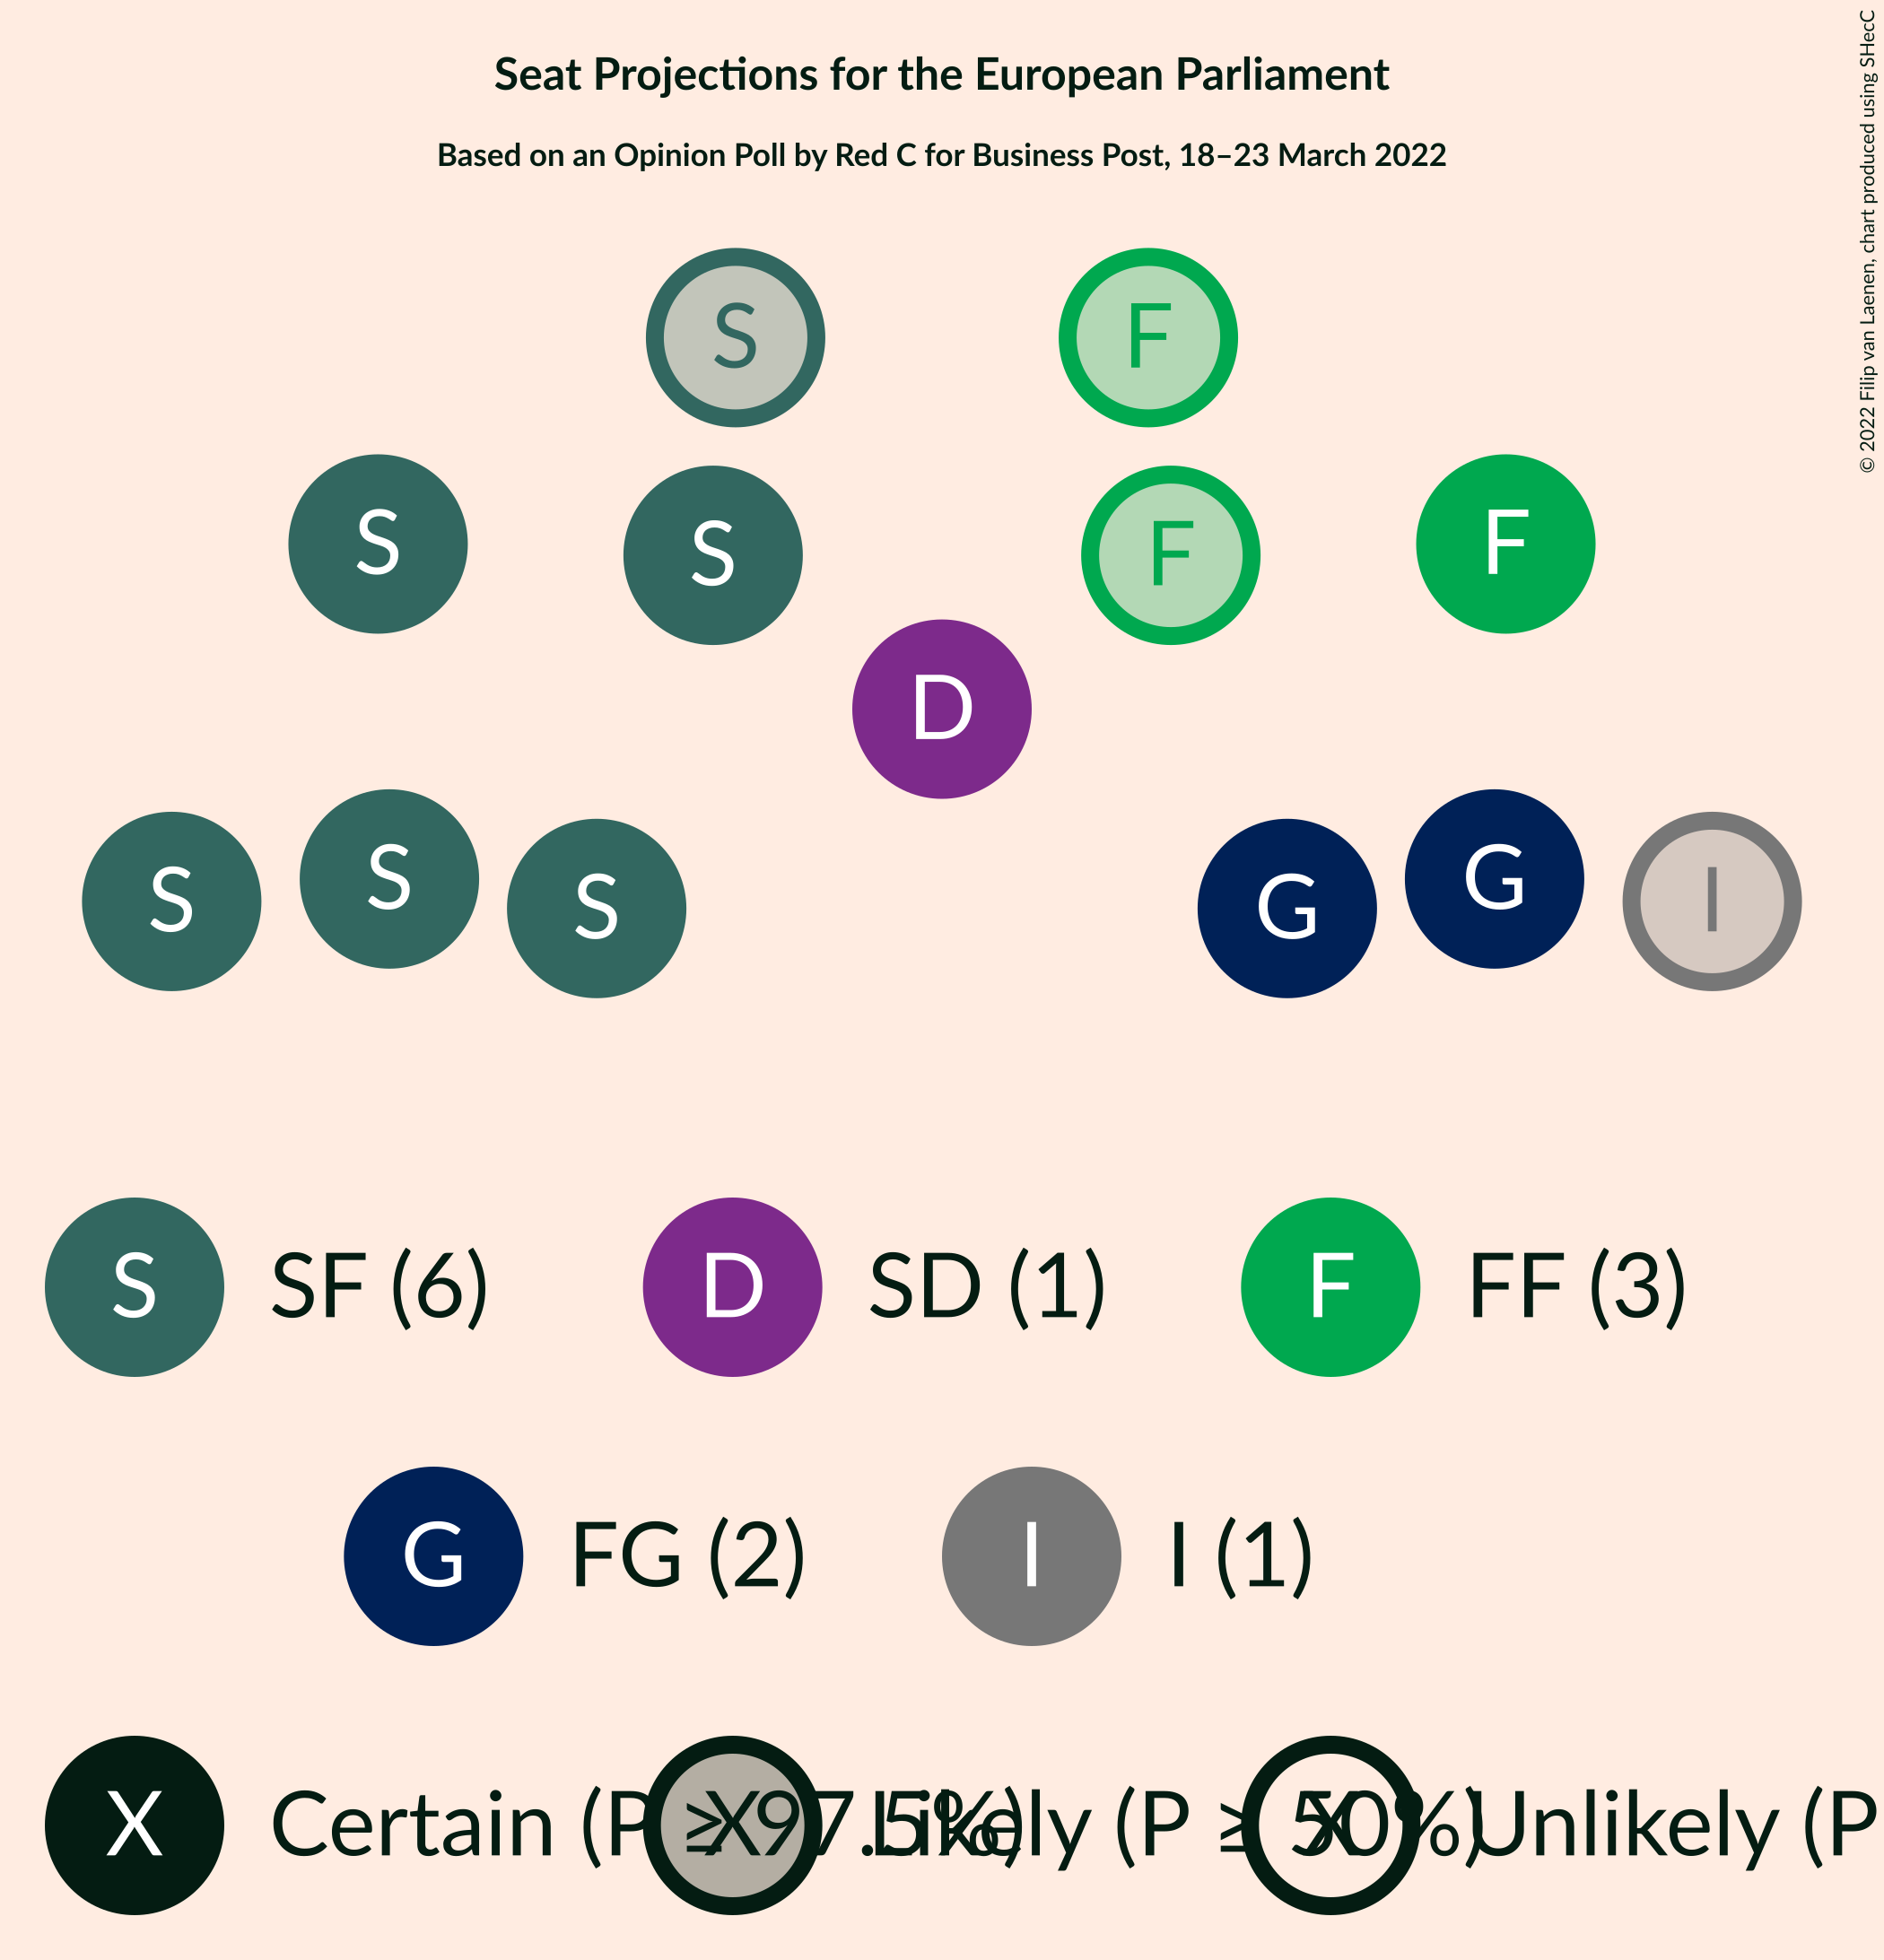 Seat Projections for the European Parliament
Based on an Opinion Poll by Red C for Business Post, 18–23 March 2022
© 2022 Filip van Laenen, chart produced using SHecC
S F
S S F F
D
S S S G G I
S SF (6) D SD (1) F FF (3)
G FG (2) I I (1)
X Certain (P ≥ 97.5%) X Likely (P ≥ 50%) X Unlikely (P